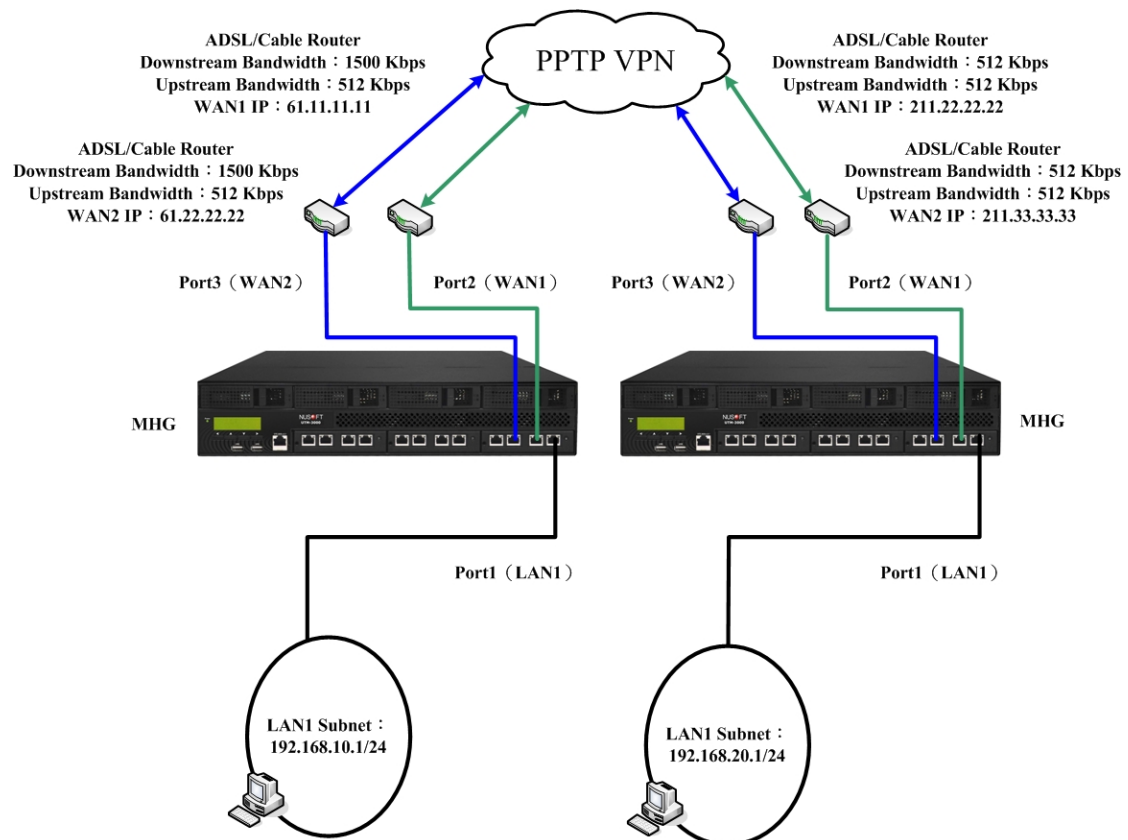 ADSL/Cable Router
Downstream Bandwidth：1500 Kbps
Upstream Bandwidth：512 Kbps
WAN1 IP：61.11.11.11
PPTP VPN
ADSL/Cable Router
Downstream Bandwidth：512 Kbps
Upstream Bandwidth：512 Kbps
WAN1 IP：211.22.22.22
ADSL/Cable Router
Downstream Bandwidth：1500 Kbps
Upstream Bandwidth：512 Kbps
WAN2 IP：61.22.22.22
ADSL/Cable Router
Downstream Bandwidth：512 Kbps
Upstream Bandwidth：512 Kbps
WAN2 IP：211.33.33.33
Port3（WAN2）
Port2（WAN1）
Port3（WAN2）
Port2（WAN1）
MHG
NUSOFT
NUSOFT
MHG
Port1（LAN1）
Port1（LAN1）
LAN1 Subnet：
192.168.10.1/24
LAN1 Subnet：
192.168.20.1/24